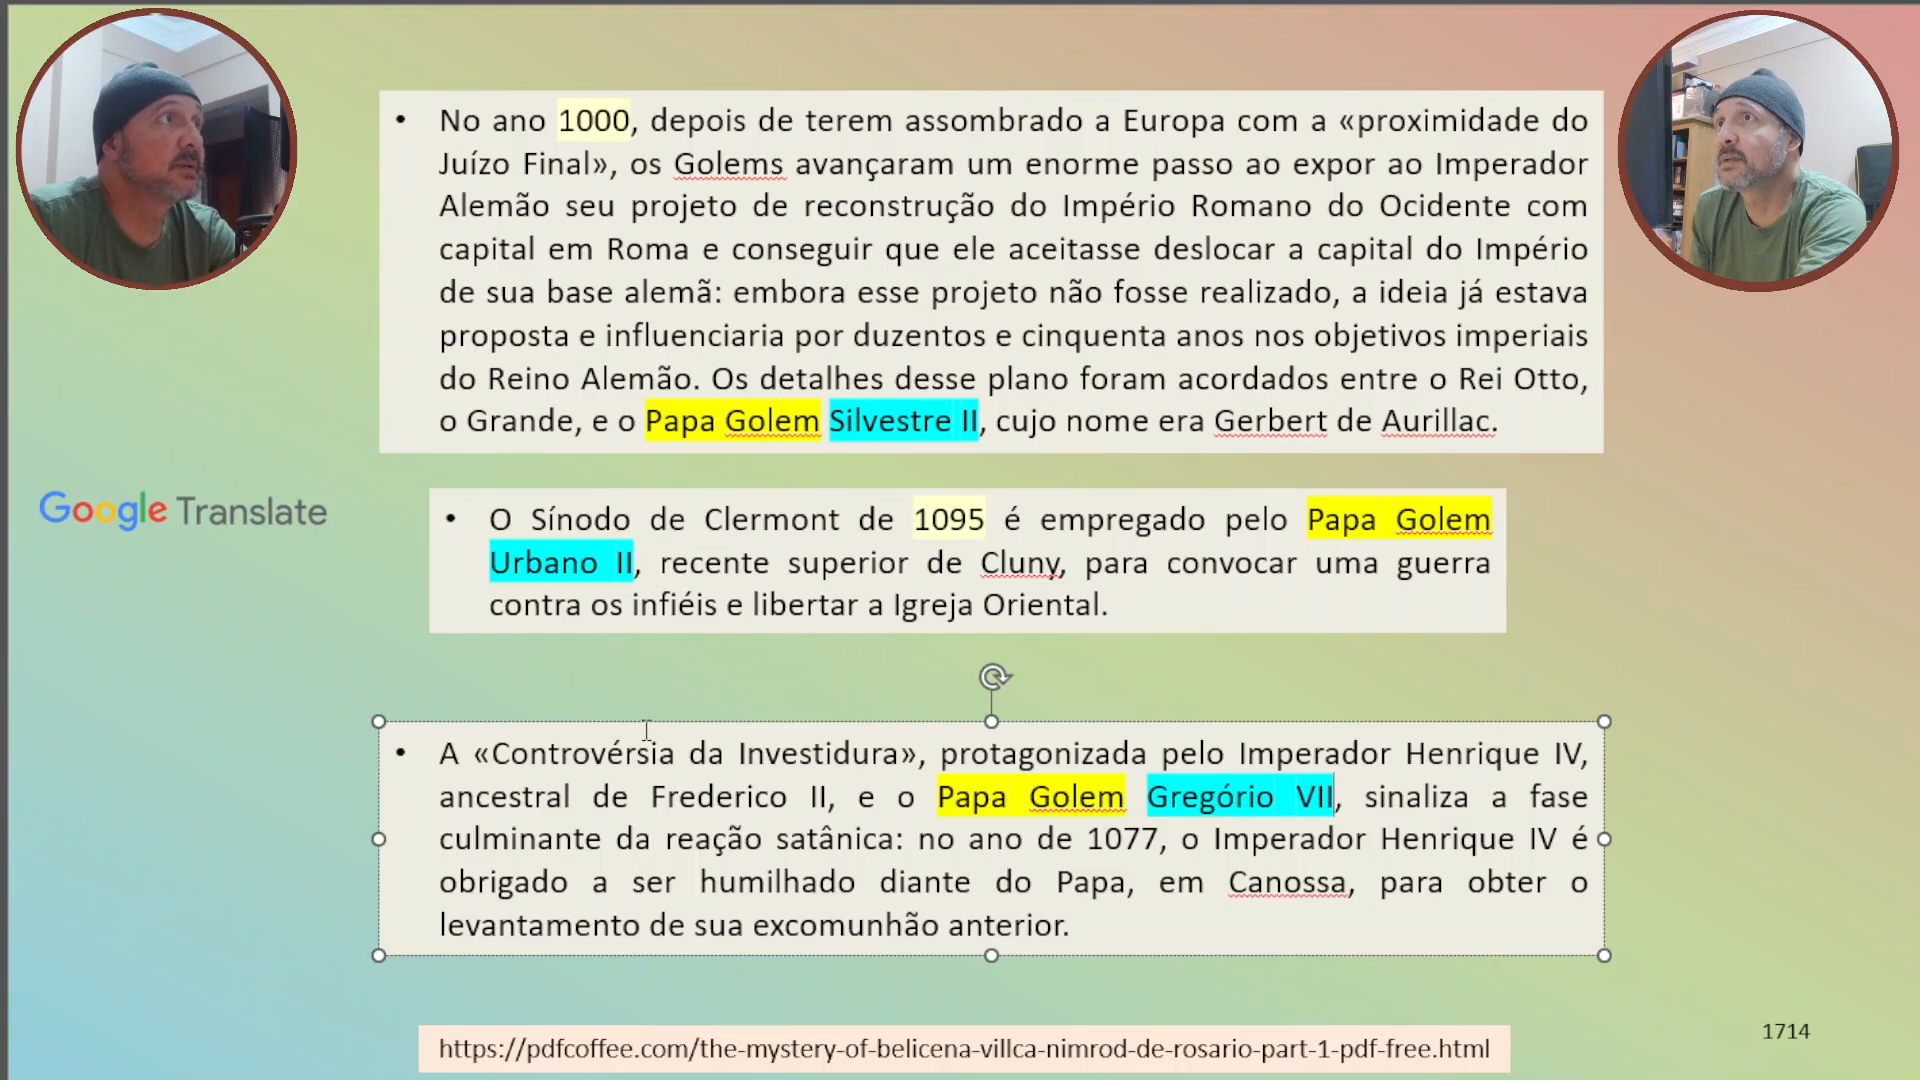 • No ano 1000, depois de terem assombrado a Europa com a «proximidade do
Juízo Final», os Golems avançaram um enorme passo ao expor ao Imperador
Alemão seu projeto de reconstrução do Império Romano do Ocidente com
capital em Roma e conseguir que ele aceitasse deslocar a capital do Império
de sua base alemã: embora esse projeto não fosse realizado, a ideia já estava
proposta e influenciaria por duzentos e cinquenta anos nos objetivos imperiais
do Reino Alemão. Os detalhes desse plano foram acordados entre o Rei Otto,
o Grande, e o Papa Golem Silvestre II, cujo nome era Gerbert de Aurillac.
Google Translate
• O Sínodo de Clermont de 1095 é empregado pelo Papa Golem
Urbano II, recente superior de Cluny, para convocar uma guerra
contra os infiéis e libertar a Igreja Oriental.
• A «Controvérsia da Investidura», protagonizada pelo Imperador Henrique IV,
ancestral de Frederico II, e o Papa Golem Gregório VII, sinaliza a fase
culminante da reação satânica: no ano de 1077, o Imperador Henrique IV é
obrigado a ser humilhado diante do Papa, em Canossa, para obter o
levantamento de sua excomunhão anterior.
1714
https://pdfcoffee.com/the-mystery-of-belicena-villca-nimrod-de-rosario-part-1-pdf-free.html